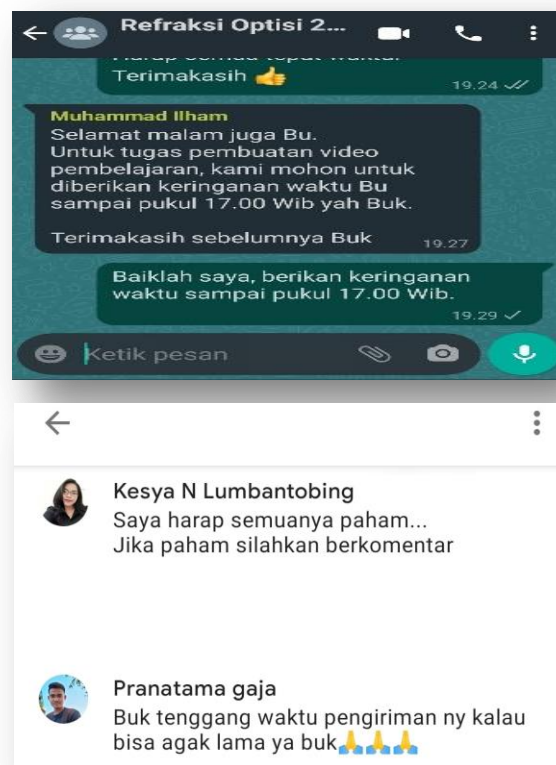 Refraksi Optisi 2...
Terimakasih 👍
19.24
Muhammad Ilham
Selamat malam juga Bu.
Untuk tugas pembuatan video
pembelajaran, kami mohon untuk
diberikan keringanan waktu Bu
sampai pukul 17.00 Wib yah Buk.
Terimakasih sebelumnya Buk
19.27
Baiklah saya, berikan keringanan
waktu sampai pukul 17.00 Wib.
19.29
Ketik pesan
Kesya N Lumbantobing
Saya harap semuanya paham...
Jika paham silahkan berkomentar
Pranatama gaja
Buk tenggang waktu pengiriman ny kalau
bisa agak lama ya buk🙏🙏🙏